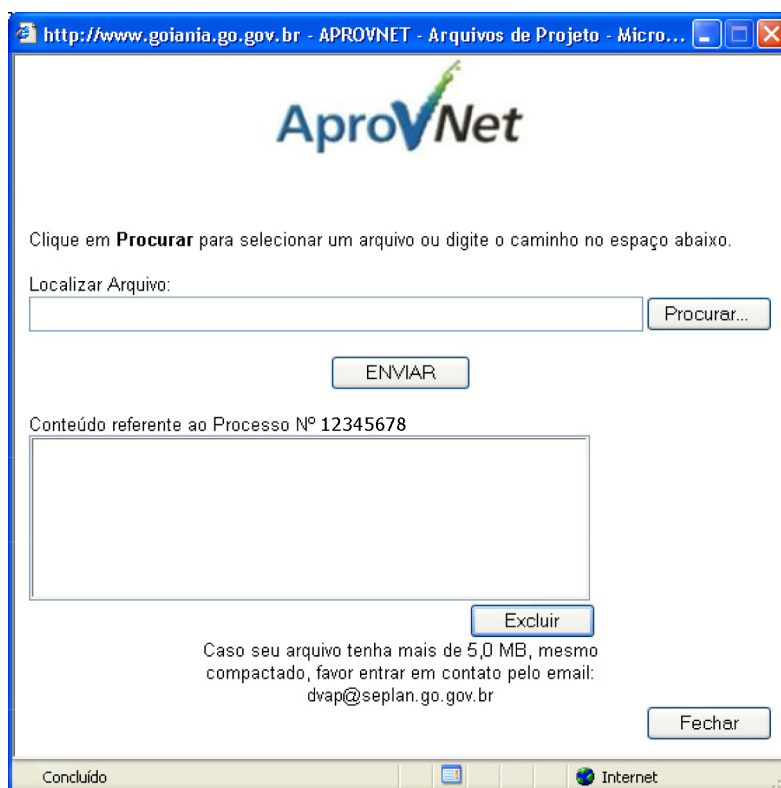 http://www.goiania.go.gov.br - APROVNET - Arquivos de Projeto - Micro...
AproVNet
Clique em Procurar para selecionar um arquivo ou digite o caminho no espaço abaixo.
Localizar Arquivo:
Procurar...
ENVIAR
Conteúdo referente ao Processo Nº 12345678
Excluir
Caso seu arquivo tenha mais de 5,0 MB, mesmo
compactado, favor entrar em contato pelo email:
dvap@seplan.go.gov.br
Fechar
Concluído
Internet